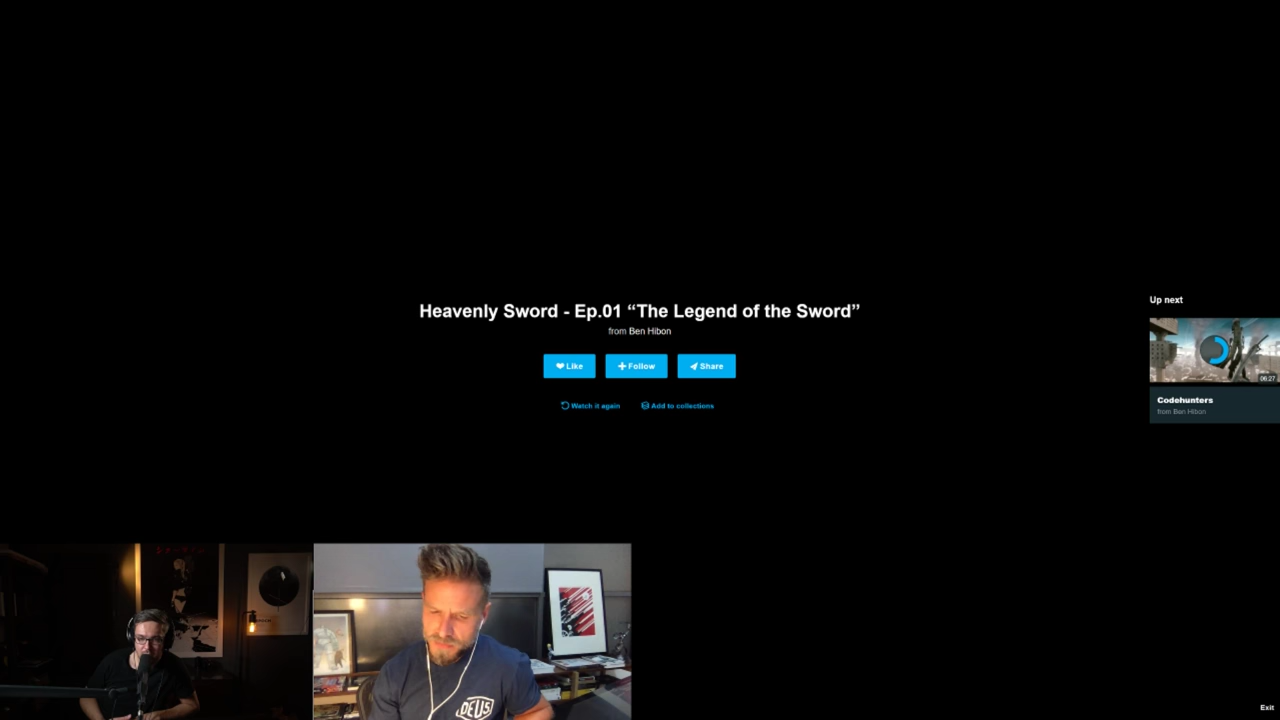 Heavenly Sword - Ep.01 “The Legend of the Sword”
from Ben Hibon
Like
Follow
Share
Watch it again
Add to collections
Up next
06:27
Codehunters
from Ben Hibon
DEUS
Exit